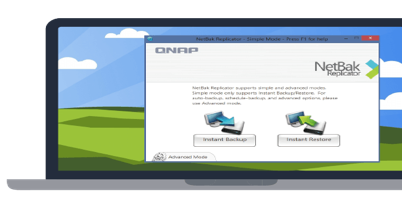 NetBak Replicator - Simple Mode - Press F1 for help
QNAP
NetBak
Replicator
NetBak Replicator supports simple and advanced modes.
Simple mode only supports Instant Backup/Restore. For
auto-backup, schedule-backup, and advanced options, please
use Advanced mode.
Instant Backup
Instant Restore
Advanced Mode